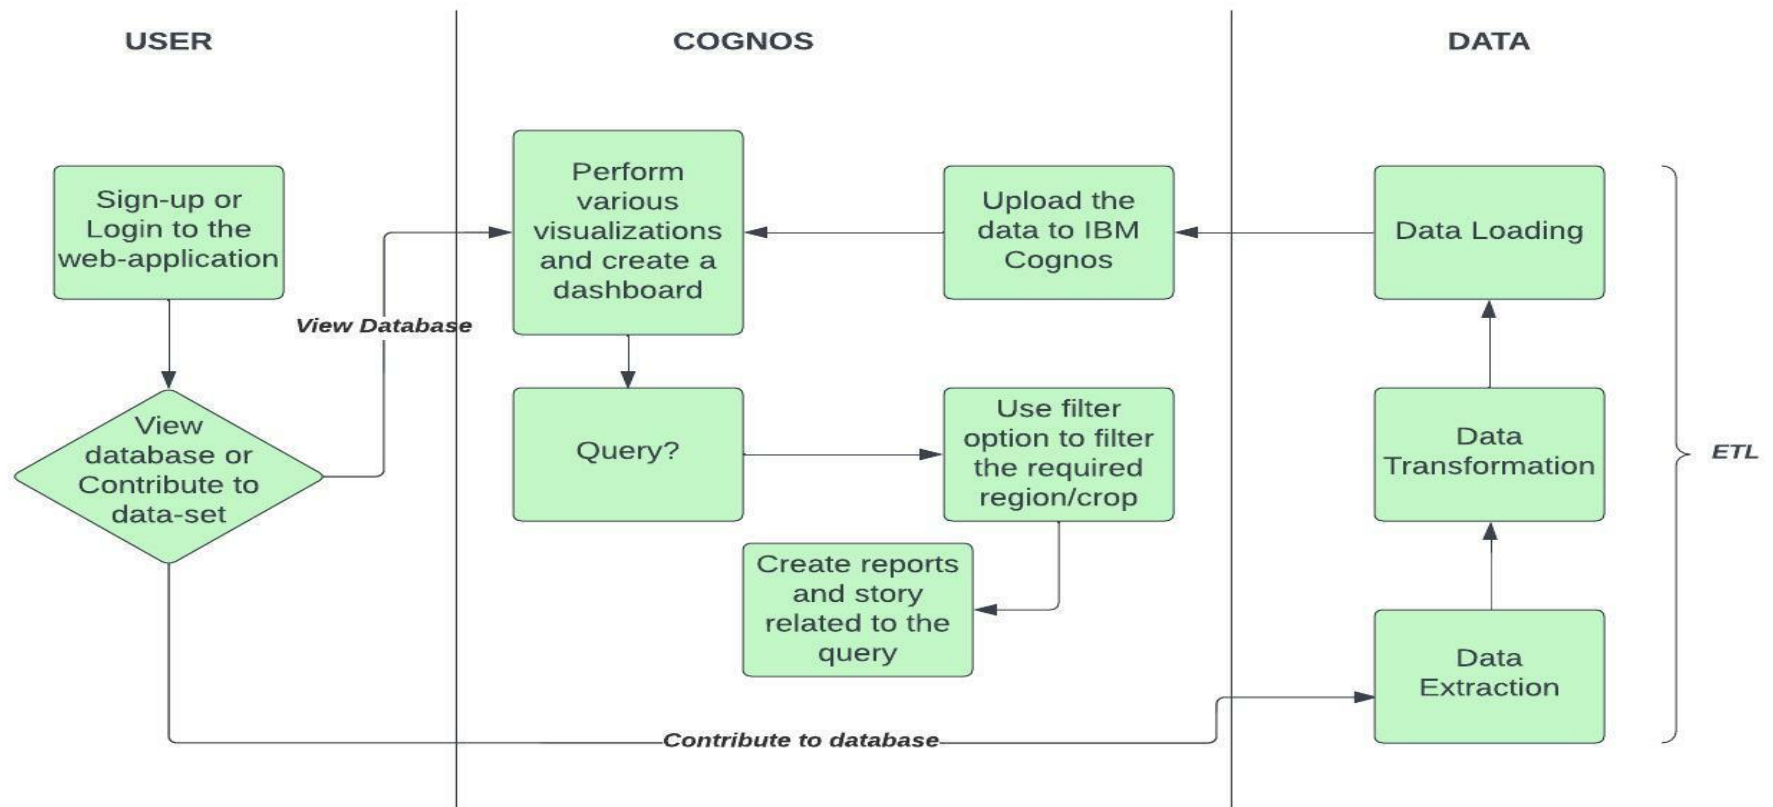 USER
COGNOS
DATA
Sign-up or
Login to the
web-application
View
database or
Contribute to
data-set
View Database
Perform
various
visualizations
and create a
dashboard
Upload the
data to IBM
Cognos
Query?
Use filter
option to filter
the required
region/crop
Create reports
and story
related to the
query
Contribute to database
Data Loading
Data
Transformation
Data
Extraction
ETL